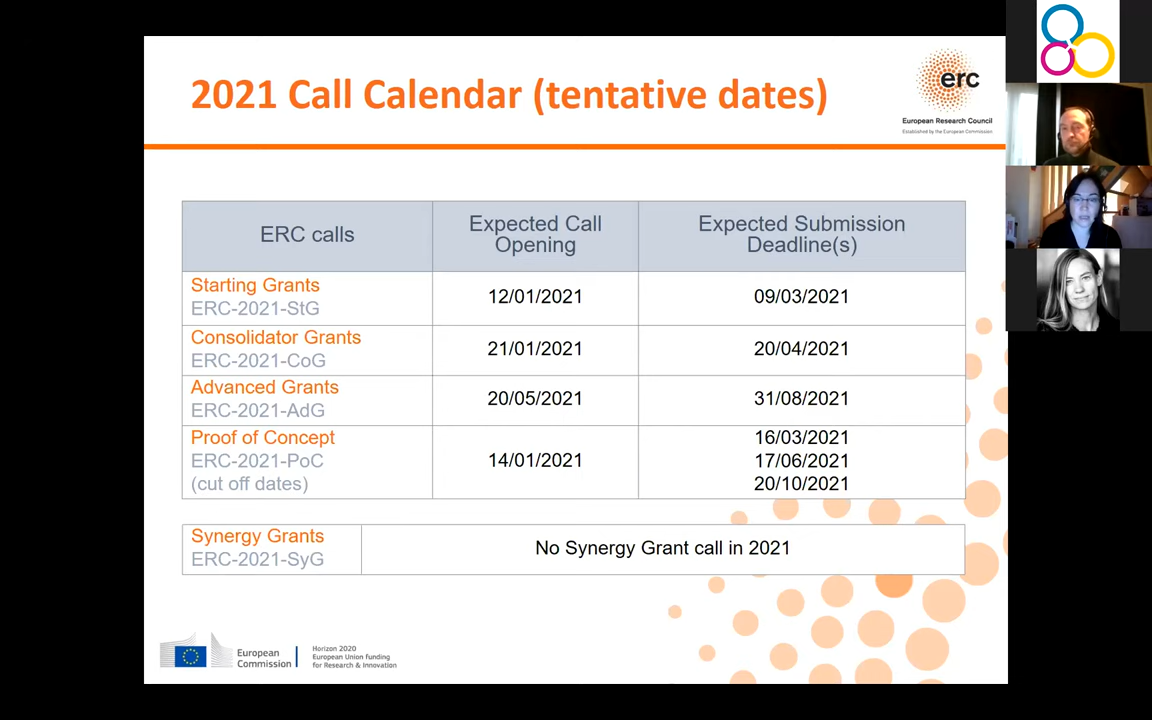 2021 Call Calendar (tentative dates)
erc
European Research Council
Established by the European Commission
ERC calls
Expected Call
Opening
Expected Submission
Deadline(s)
Starting Grants
ERC-2021-StG
12/01/2021
09/03/2021
Consolidator Grants
ERC-2021-CoG
21/01/2021
20/04/2021
Advanced Grants
ERC-2021-AdG
20/05/2021
31/08/2021
Proof of Concept
ERC-2021-PoC
(cut off dates)
14/01/2021
16/03/2021
17/06/2021
20/10/2021
Synergy Grants
ERC-2021-SyG
No Synergy Grant call in 2021
European
Commission
Horizon 2020
European Union funding
for Research & Innovation